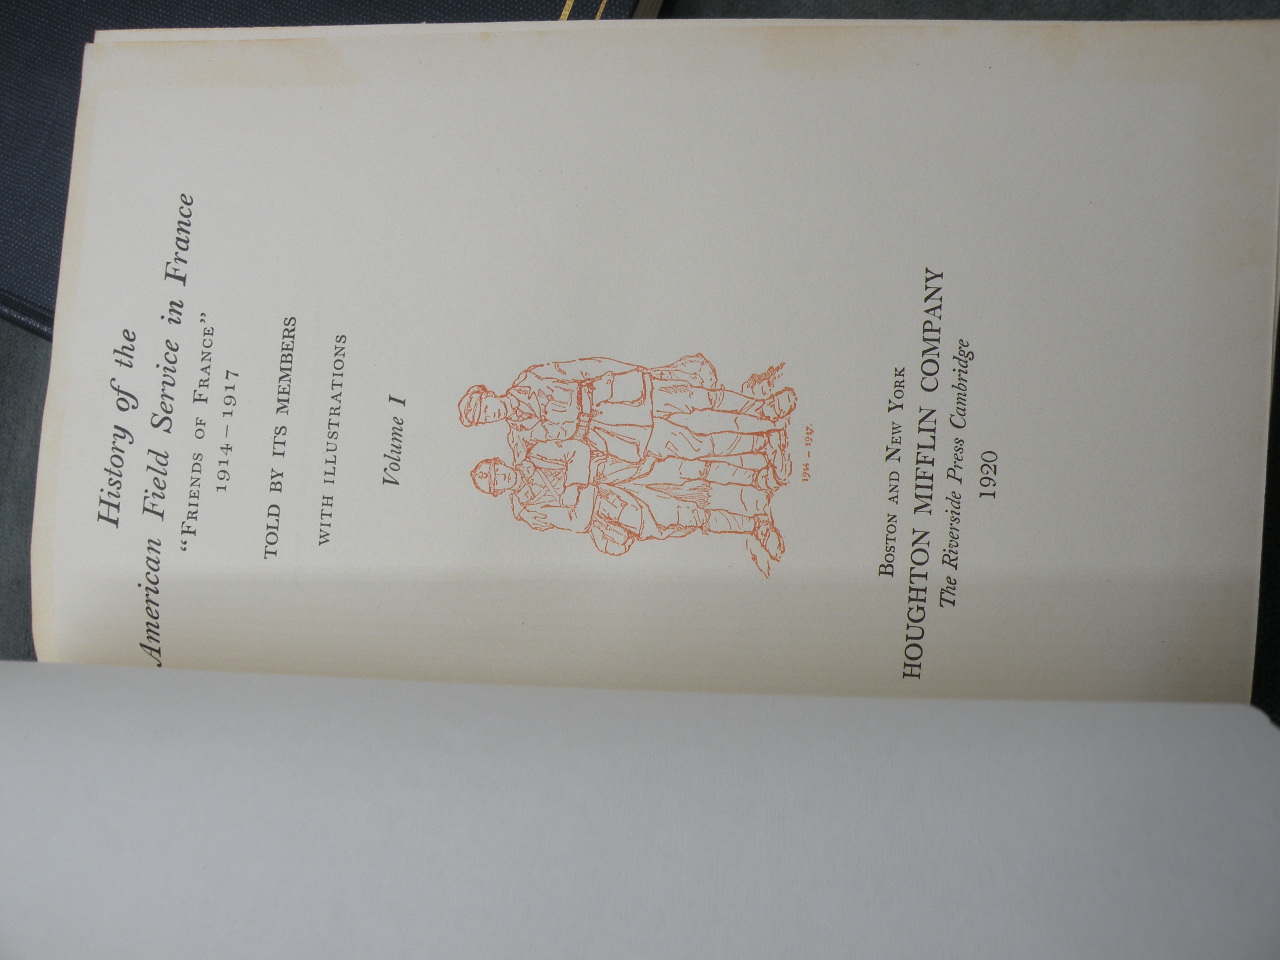 History of the
American Field Service in France
“FRIENDS OF FRANCE”
1914–1917
TOLD BY ITS MEMBERS
WITH ILLUSTRATIONS
Volume I
1914 – 1917.
BOSTON AND NEW YORK
HOUGHTON MIFFLIN COMPANY
The Riverside Press Cambridge
1920